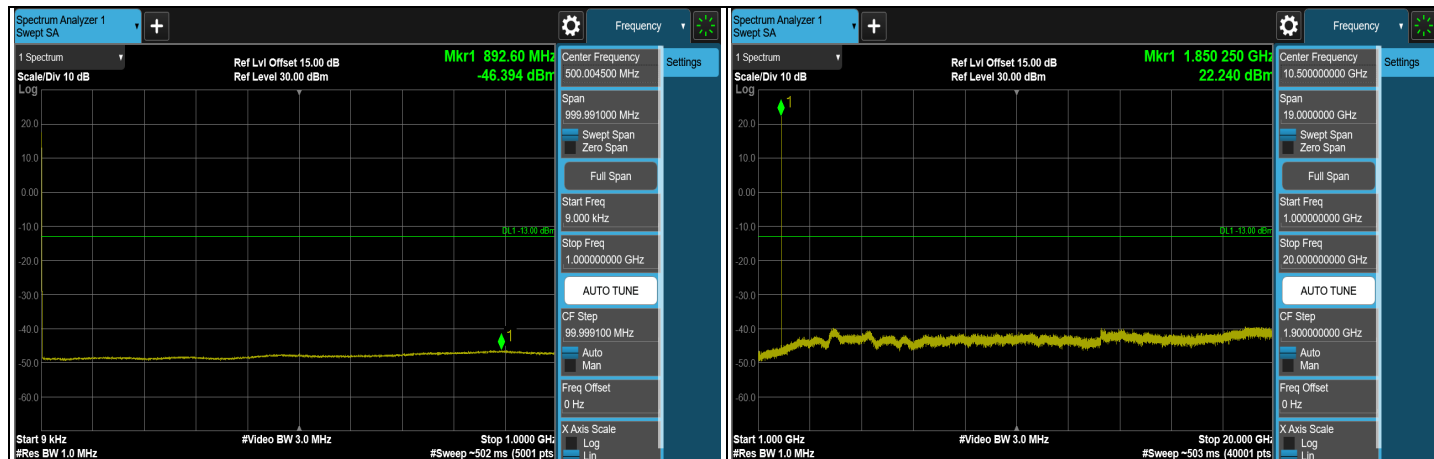 Spectrum Analyzer 1
Swept SA
+
Frequency
1 Spectrum
Ref Lvl Offset 15.00 dB
Mkr1 892.60 MHz
Scale/Div 10 dB
Ref Level 30.00 dBm
-46.394 dBm
Log
20.0
10.0
0.00
-10.0
-20.0
-30.0
-40.0
-50.0
-60.0
DL1 -13.00 dBm
1
Start 9 kHz
#Video BW 3.0 MHz
Stop 1.0000 GHz
#Res BW 1.0 MHz
#Sweep ~502 ms (5001 pts
Center Frequency
500.004500 MHz
Settings
Span
999.991000 MHz
Swept Span
Zero Span
Full Span
Start Freq
9.000 kHz
Stop Freq
1.000000000 GHz
AUTO TUNE
CF Step
99.999100 MHz
Auto
Man
Freq Offset
0 Hz
X Axis Scale
Log
Lin
Spectrum Analyzer 1
Swept SA
+
Frequency
1 Spectrum
Ref Lvl Offset 15.00 dB
Mkr1 1.850 250 GHz
Scale/Div 10 dB
Ref Level 30.00 dBm
22.240 dBm
Log
1
20.0
10.0
0.00
-10.0
-20.0
-30.0
-40.0
-50.0
-60.0
DL1 -13.00 dBm
Start 1.000 GHz
#Video BW 3.0 MHz
Stop 20.000 GHz
#Res BW 1.0 MHz
#Sweep ~503 ms (40001 pts
Center Frequency
10.500000000 GHz
Settings
Span
19.0000000 GHz
Swept Span
Zero Span
Full Span
Start Freq
1.000000000 GHz
Stop Freq
20.000000000 GHz
AUTO TUNE
CF Step
1.900000000 GHz
Auto
Man
Freq Offset
0 Hz
X Axis Scale
Log
Lin